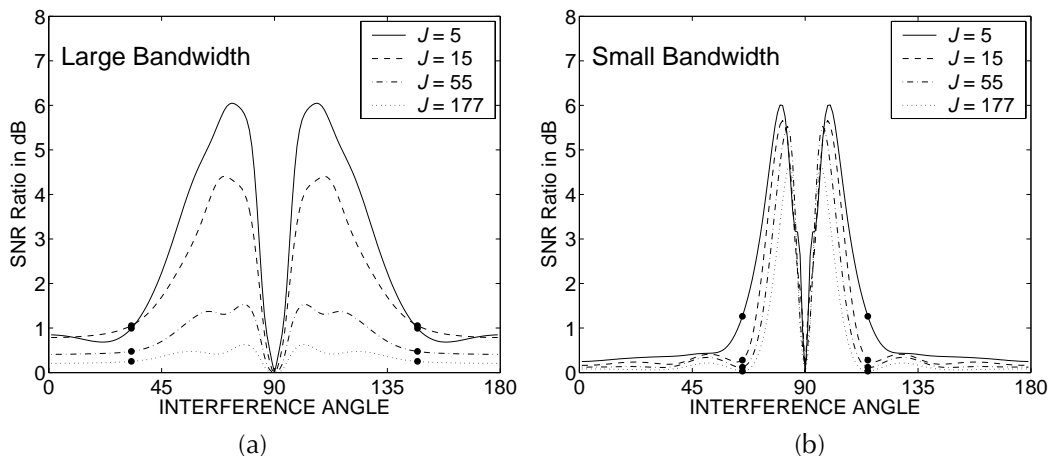 8
7
6
5
4
3
2
1
0
SNR Ratio in dB
Large Bandwidth
J = 5
J = 15
J = 55
J = 177
0 45 90 135 180
INTERFERENCE ANGLE
(a)
8
7
6
5
4
3
2
1
0
SNR Ratio in dB
Small Bandwidth
J = 5
J = 15
J = 55
J = 177
0 45 90 135 180
INTERFERENCE ANGLE
(b)